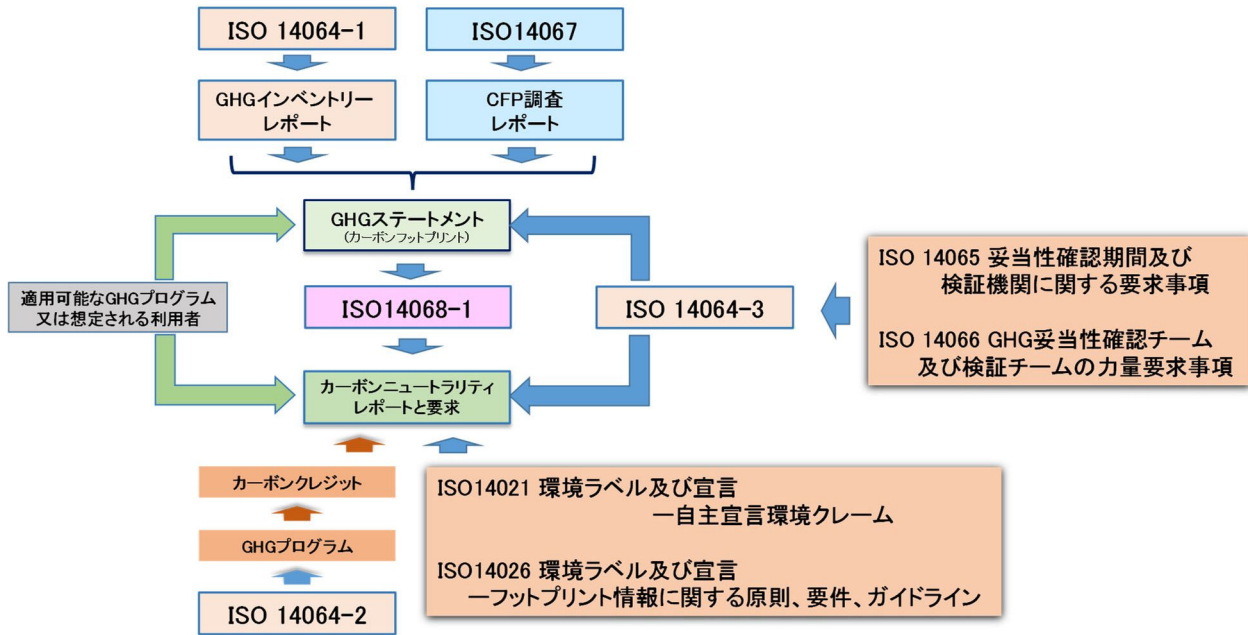 ISO 14064-1
ISO14067
GHGインベントリー
レポート
CFP調査
レポート
GHGステートメント
(カーボンフットプリント)
適用可能なGHGプログラム
又は想定される利用者
ISO14068-1
ISO 14064-3
ISO 14065 妥当性確認期間及び
検証機関に関する要求事項
ISO 14066 GHG妥当性確認チーム
及び検証チームの力量要求事項
カーボンニュートラリティ
レポートと要求
カーボンクレジット
GHGプログラム
ISO 14064-2
ISO14021 環境ラベル及び宣言
―自主宣言環境クレーム
ISO14026 環境ラベル及び宣言
―フットプリント情報に関する原則、要件、ガイドライン